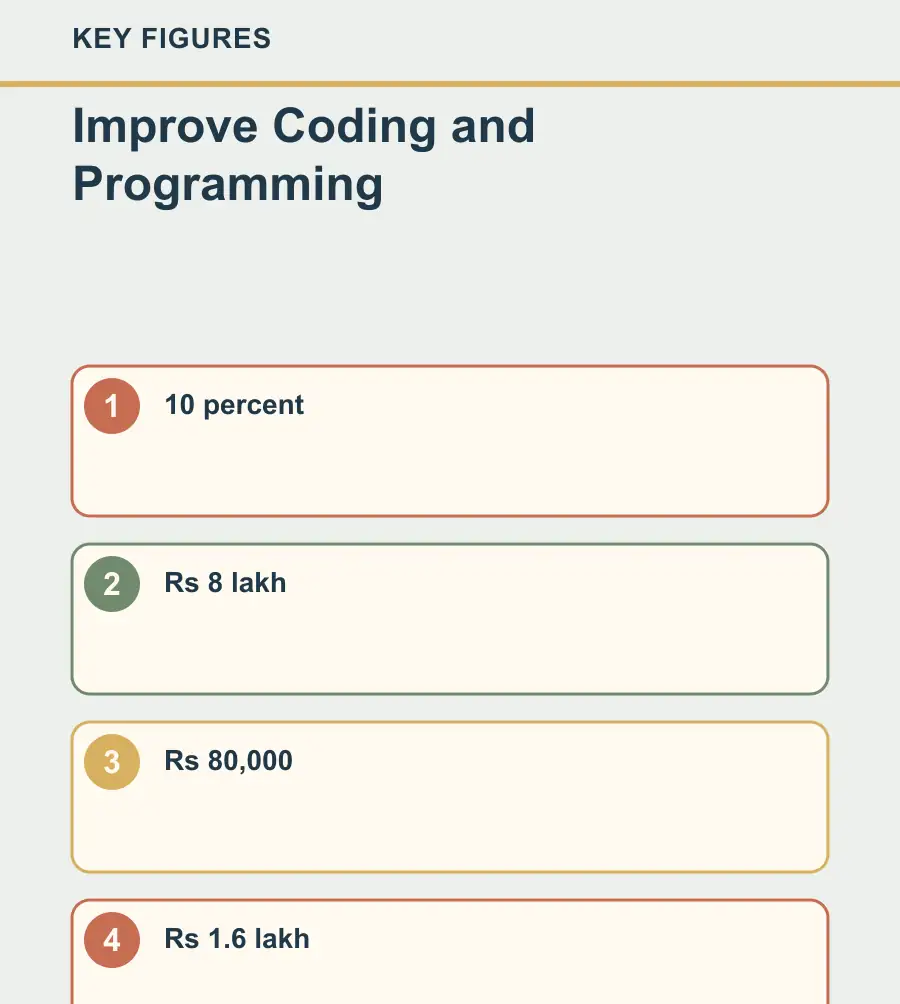 KEY FIGURES
Improve Coding and
Programming
1 10 percent
2 Rs 8 lakh
3 Rs 80,000
4 Rs 1.6 lakh